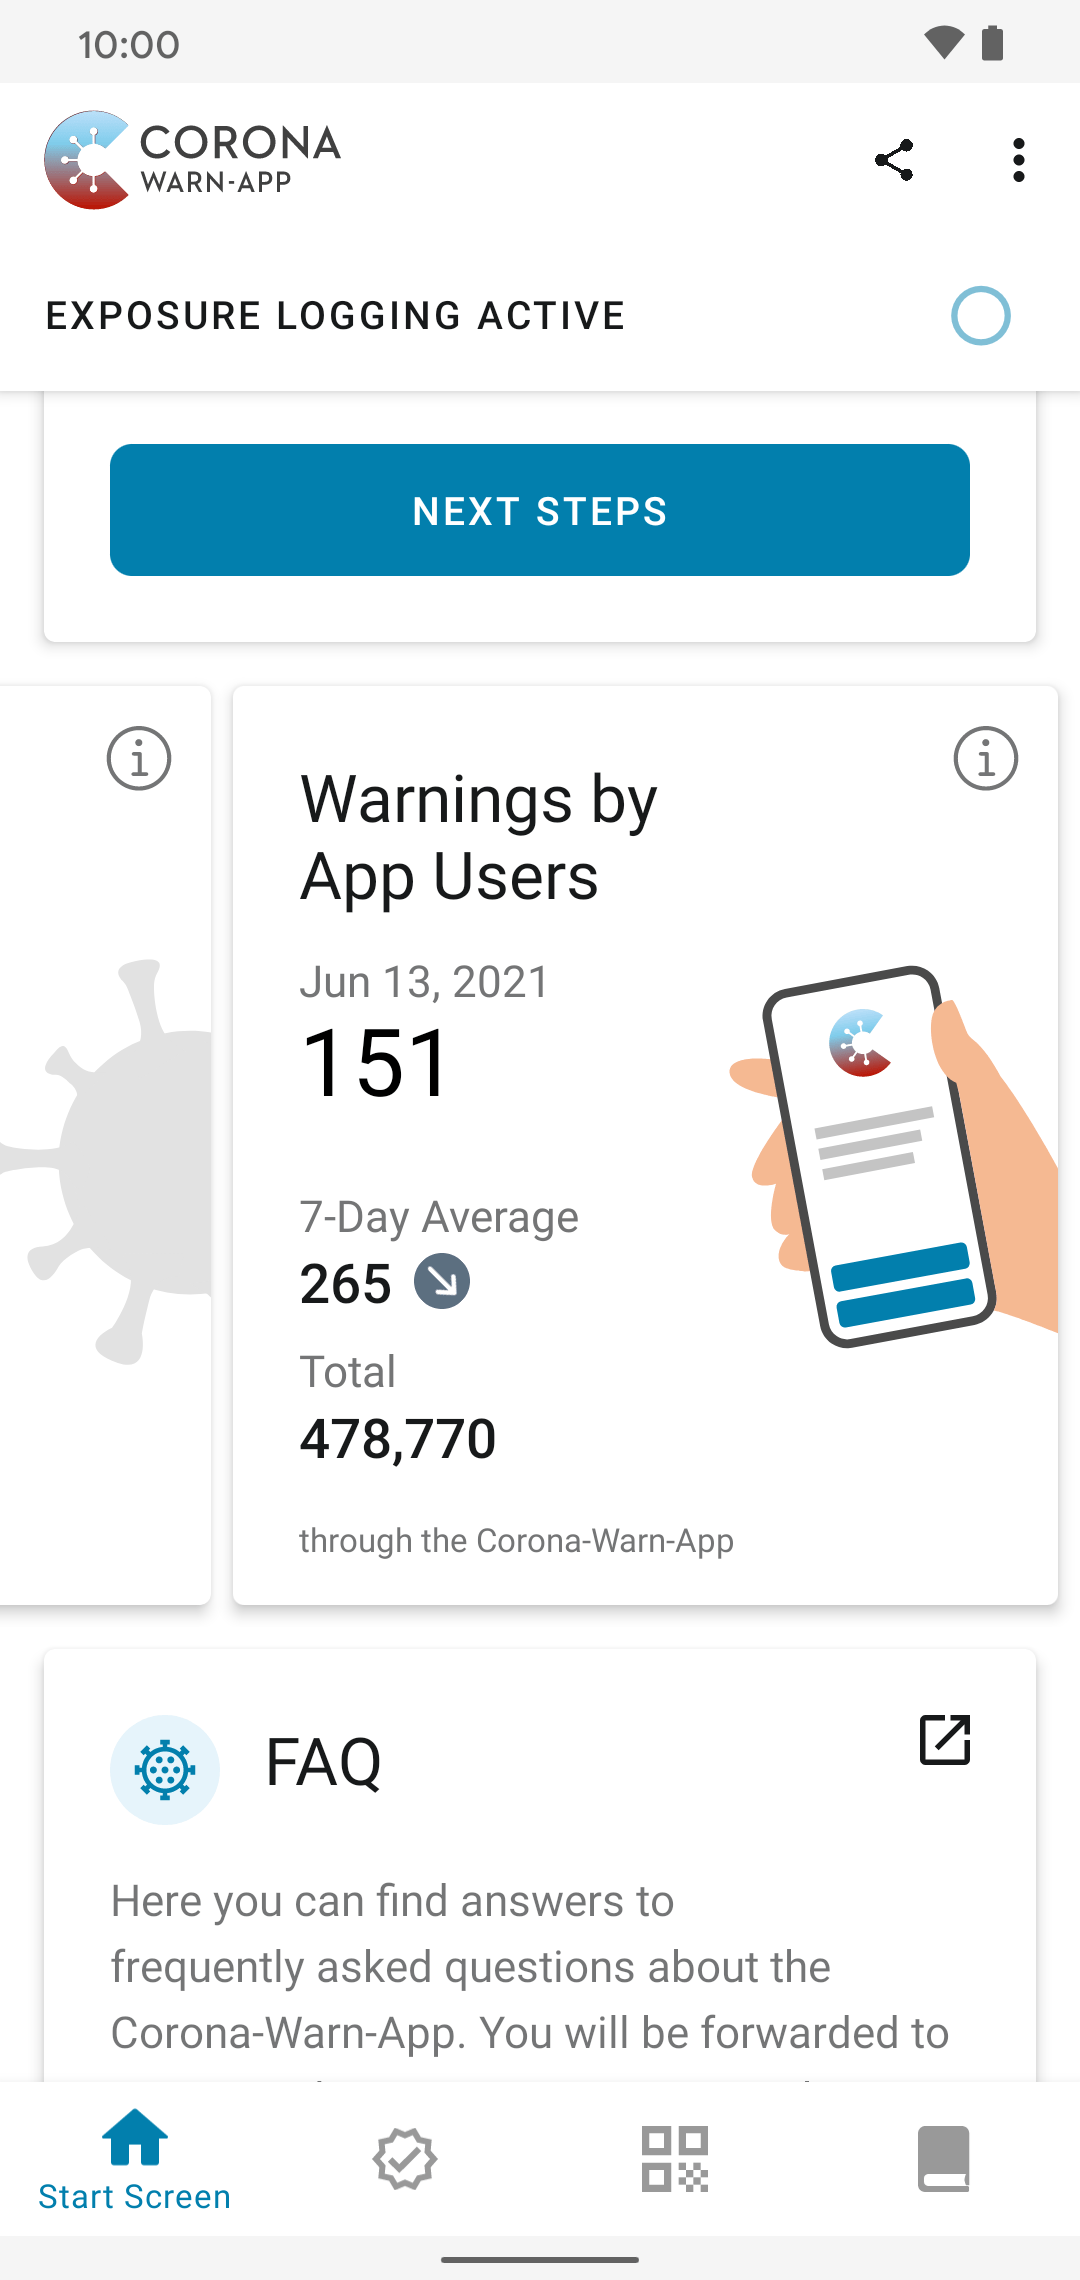 10:00
CORONA
WARN-APP
EXPOSURE LOGGING ACTIVE
NEXT STEPS
Warnings by
App Users
Jun 13, 2021
151
7-Day Average
265
Total
478,770
through the Corona-Warn-App
FAQ
Here you can find answers to
frequently asked questions about the
Corona-Warn-App. You will be forwarded to
Start Screen